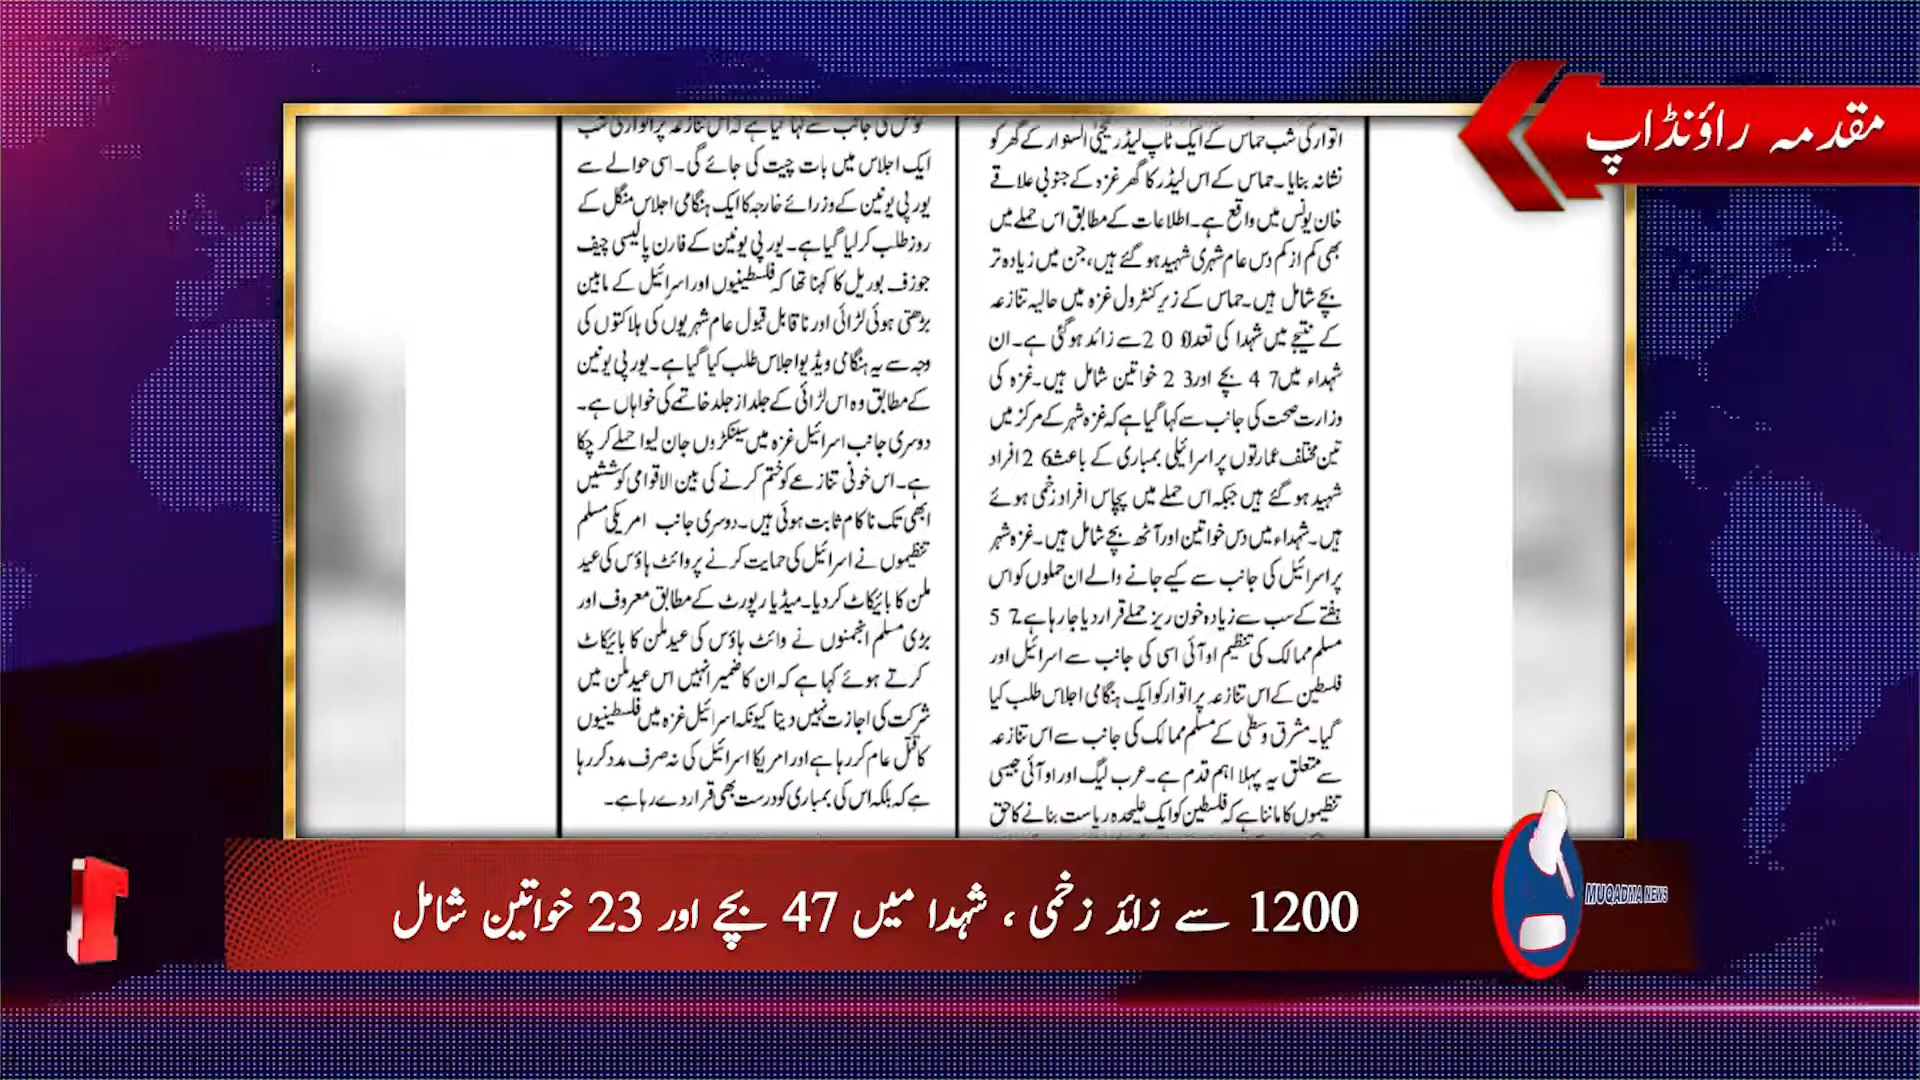 مقدمہ راؤنڈاپ
اتوار کی شب حماس کے ایک ٹاپ لیڈر یحییٰ السنوار کے گھر کو
نشانہ بنایا۔ حماس کے اس لیڈر کا گھر غزہ کے جنوبی علاقے
خان یونس میں واقع ہے۔ اطلاعات کے مطابق اس حملے میں
بھی کم از کم دس عام شہری شہید ہو گئے ہیں، جن میں زیادہ تر
بچے شامل ہیں۔ حماس کے زیر کنٹرول غزہ میں حالیہ تنازعہ
کے نتیجے میں شہدا کی تعداد 200 سے زائد ہو گئی ہے۔ ان
شہداء میں 47 بچے اور 23 خواتین شامل ہیں۔ غزہ کی
وزارت صحت کی جانب سے کہا گیا ہے کہ غزہ شہر کے مرکز میں
تین مختلف عمارتوں پر اسرائیلی بمباری کے باعث 26 افراد
شہید ہو گئے ہیں جبکہ اس حملے میں پچاس افراد زخمی ہوئے
ہیں۔ شہداء میں دس خواتین اور آٹھ بچے شامل ہیں۔ غزہ شہر
پر اسرائیل کی جانب سے کیے جانے والے ان حملوں کو اس
ہفتے کے سب سے زیادہ خون ریز حملے قرار دیا جا رہا ہے۔ 57
مسلم ممالک کی تنظیم او آئی اسی کی جانب سے اسرائیل اور
فلسطین کے اس تنازعہ پر اتوار کو ایک ہنگامی اجلاس طلب کیا
گیا۔ مشرق وسطیٰ کے مسلم ممالک کی جانب سے اس تنازعہ
سے متعلق یہ پہلا اہم قدم ہے۔ عرب لیگ اور او آئی جیسی
تنظیموں کا ماننا ہے کہ فلسطین کو ایک علیحدہ ریاست بنانے کا حق
کی جانب سے کہا گیا ہے کہ اس تنازعہ پر اتوار کی شب
ایک اجلاس میں بات چیت کی جائے گی۔ اسی حوالے سے
یورپی یونین کے وزرائے خارجہ کا ایک ہنگامی اجلاس منگل کے
روز طلب کر لیا گیا ہے۔ یورپی یونین کے فارن پالیسی چیف
جوزف بوریل کا کہنا تھا کہ فلسطینیوں اور اسرائیل کے مابین
بڑھتی ہوئی لڑائی اور نا قابل قبول عام شہریوں کی ہلاکتوں کی
وجہ سے یہ ہنگامی ویڈیو اجلاس طلب کیا گیا ہے۔ یورپی یونین
کے مطابق وہ اس لڑائی کے جلد از جلد خاتمے کی خواہاں ہے۔
دوسری جانب اسرائیل غزہ میں سینکڑوں جان لیوا حملے کر چکا
ہے۔ اس خونی تنازعے کو ختم کرنے کی بین الاقوامی کوششیں
ابھی تک نا کام ثابت ہوئی ہیں۔ دوسری جانب امریکی مسلم
تنظیموں نے اسرائیل کی حمایت کرنے پر وائٹ ہاؤس کی عید
ملن کا بائیکاٹ کر دیا۔ میڈیا رپورٹ کے مطابق معروف اور
بڑی مسلم انجمنوں نے وائٹ ہاؤس کی عید ملن کا بائیکاٹ
کرتے ہوئے کہا ہے کہ ان کا ضمیر انہیں اس عید ملن میں
شرکت کی اجازت نہیں دیتا کیونکہ اسرائیل غزہ میں فلسطینیوں
کا قتل عام کر رہا ہے اور امریکا اسرائیل کی نہ صرف مدد کر رہا
ہے کہ بلکہ اس کی بمباری کو درست بھی قرار دے رہا ہے۔
1200 سے زائد زخمی ، شہدا میں 47 بچے اور 23 خواتین شامل
MUQADMA NEWS